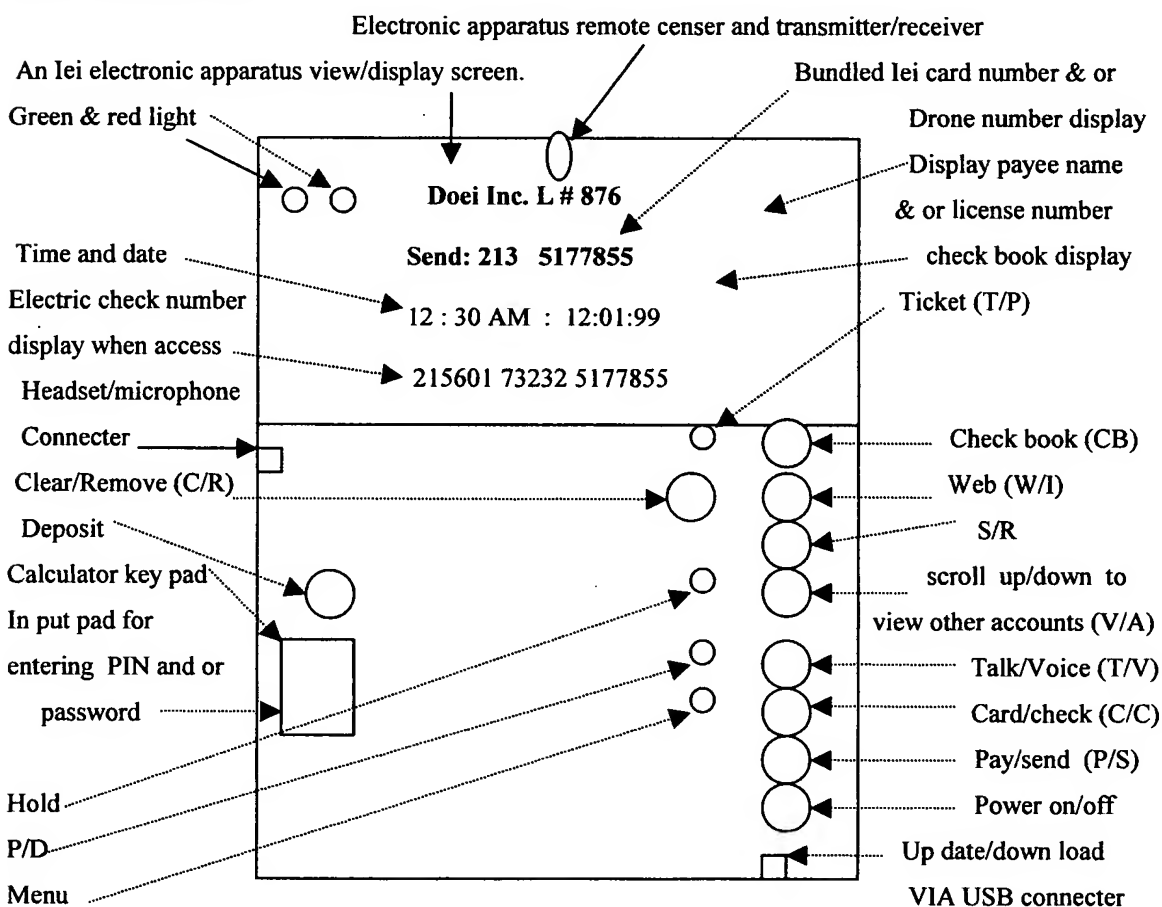 Electronic apparatus remote censer and transmitter/receiver
An Iei electronic apparatus view/display screen.
Bundled Iei card number & or
Green & red light
Drone number display
Display payee name
Doei Inc. L # 876
& or license number
Time and date
Send: 213 5177855
check book display
Electric check number
12 : 30 AM : 12:01:99
Ticket (T/P)
display when access
215601 73232 5177855
Headset/microphone
Connecter
Check book (CB)
Clear/Remove (C/R)
Web (W/I)
Deposit
S/R
Calculator key pad
scroll up/down to
In put pad for
view other accounts (V/A)
entering PIN and or
Talk/Voice (T/V)
password
Card/check (C/C)
Pay/send (P/S)
Hold
Power on/off
P/D
Up date/down load
Menu
VIA USB connecter